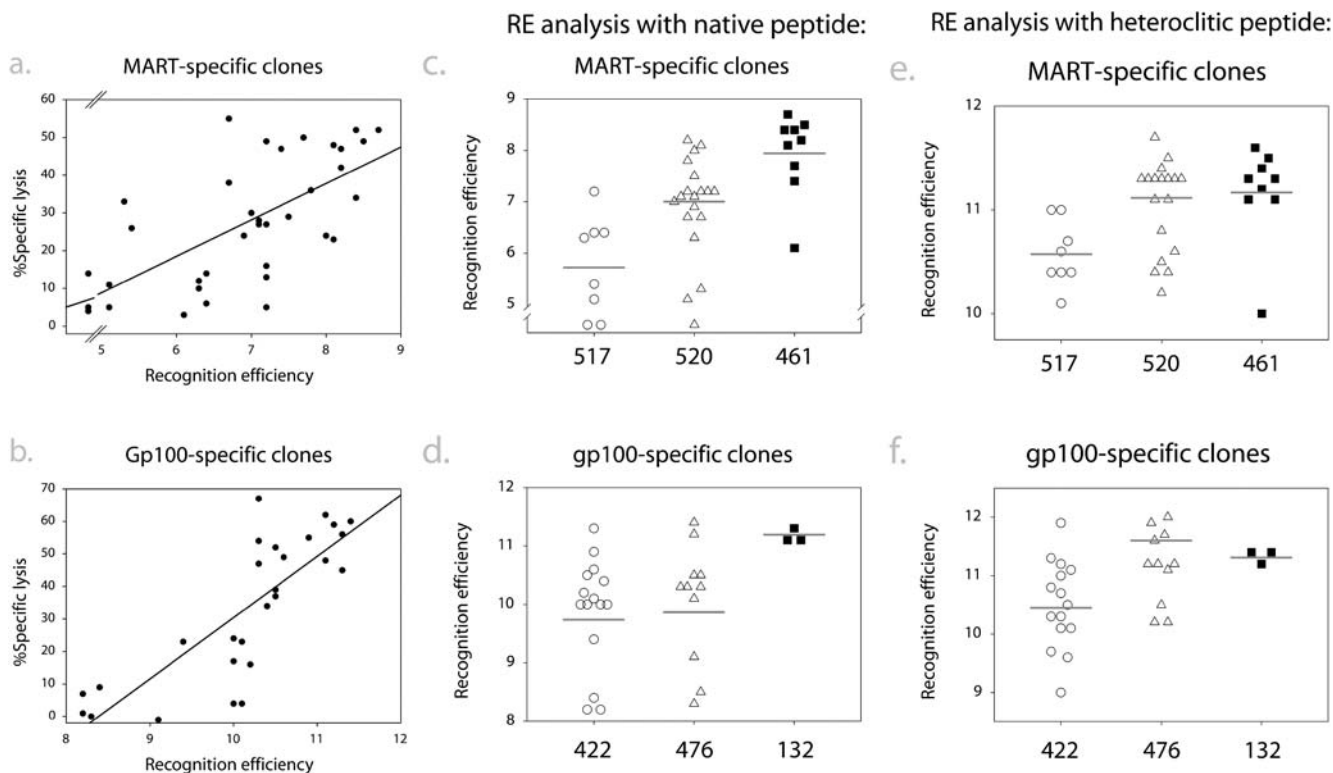 RE analysis with native peptide:
RE analysis with heteroclitic peptide:
a.
MART-specific clones
%Specific lysis
60
50
40
30
20
10
0
5
6
7
8
9
Recognition efficiency
c.
MART-specific clones
Recognition efficiency
9
8
7
6
5
517
520
461
e.
MART-specific clones
Recognition efficiency
12
11
10
517
520
461
b.
Gp100-specific clones
%Specific lysis
70
60
50
40
30
20
10
0
8
9
10
11
12
Recognition efficiency
d.
gp100-specific clones
Recognition efficiency
12
11
10
9
8
422
476
132
f.
gp100-specific clones
Recognition efficiency
12
11
10
9
422
476
132